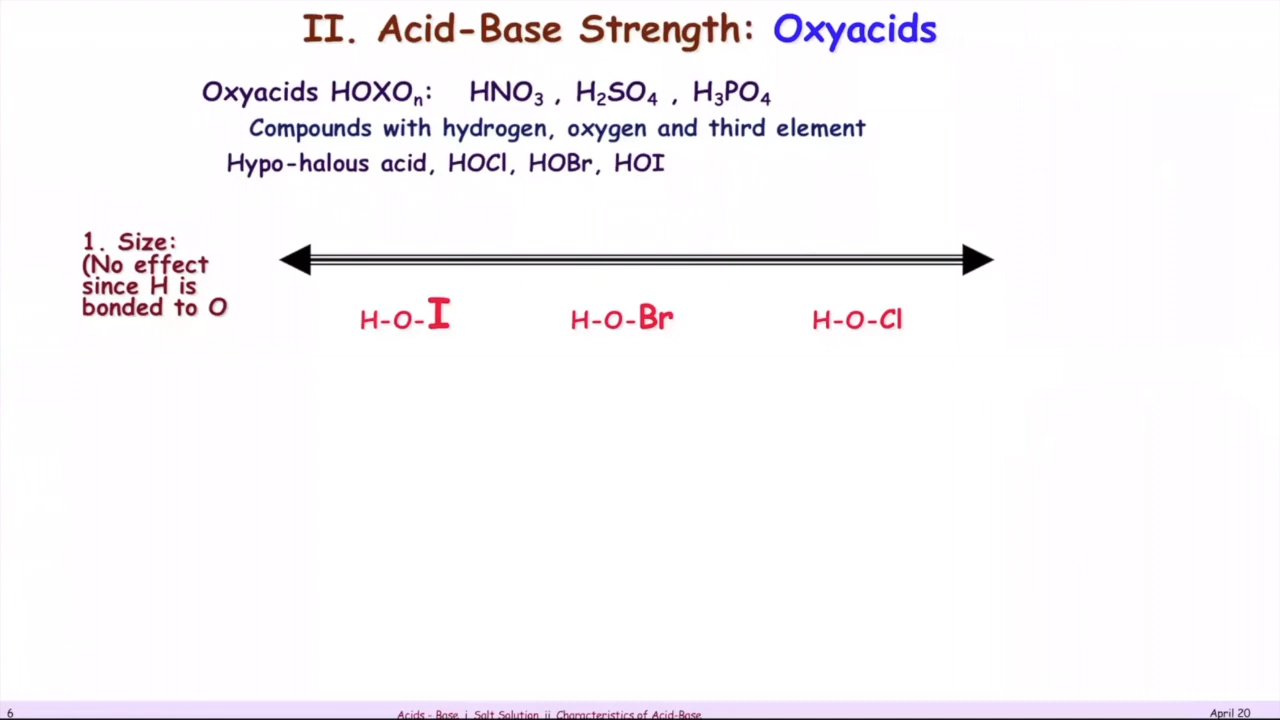 II. Acid-Base Strength: Oxyacids
Oxyacids HOXOₙ: HNO₃ , H₂SO₄ , H₃PO₄
Compounds with hydrogen, oxygen and third element
Hypo-halous acid, HOCl, HOBr, HOI
1. Size:
(No effect
since H is
bonded to O
H-O-I H-O-Br H-O-Cl
6 Acids - Base i Salt Solution ii Characteristics of Acid-Base April 20